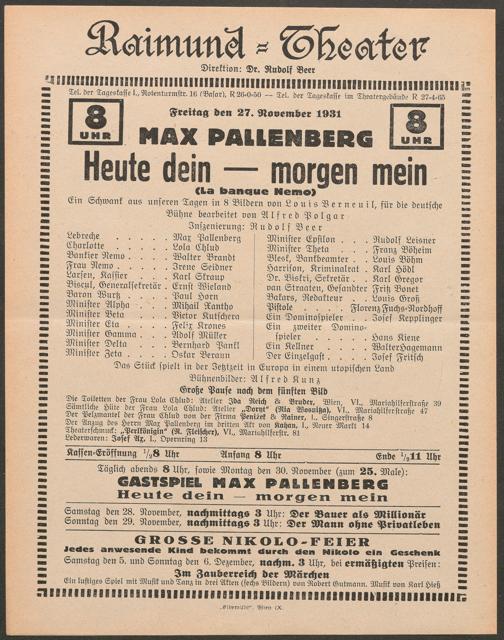 Raimund = Theater
Direktion: Dr. Rudolf Beer
Tel. der Tageskasse I., Rotenturmstr. 16 (Basar), R 26-0-50 — Tel. der Tageskasse im Theatergebäude R 27-4-65
8 UHR
Freitag den 27. November 1931
8 UHR
MAX PALLENBERG
Heute dein — morgen mein
(La banque Nemo)
Ein Schwank aus unseren Tagen in 8 Bildern von Louis Verneuil, für die deutsche
Bühne bearbeitet von Alfred Polgar
Inszenierung: Rudolf Beer
Lebreche . . . . . Max Pallenberg
Charlotte . . . . . Lola Chlud
Bankier Nemo . . . . Walter Brandt
Frau Nemo . . . . . Irene Seidner
Larsen, Kassier . . . . Karl Skraup
Biszul, Generalsekretär . Ernst Wieland
Baron Wurtz . . . . . Paul Horn
Minister Alpha . . . . Mihail Xantho
Minister Beta . . . . Victor Kutschera
Minister Eta . . . . Felix Krones
Minister Gamma . . . . Adolf Müller
Minister Delta . . . . Bernhard Pankl
Minister Zeta . . . . Oskar Beraun
Minister Epsilon . . . Rudolf Leisner
Minister Theta . . . . Franz Böheim
Blesk, Bankbeamter . . Louis Böhm
Harrison, Kriminalrat . Karl Hödl
Dr. Biski, Sekretär . . Karl Gregor
van Straaten, Gesandter Fritz Bonet
Vakars, Redakteur . . Louis Groß
Pistole . . Florenz Fuchs-Nordhoff
Ein Dominospieler . . Josef Kepplinger
Ein zweiter Domino-
spieler . . . . . Hans Kiene
Ein Kellner . . . . Walter Hagemann
Der Einzelgast . . . . Josef Fritsch
Das Stück spielt in der Jetztzeit in Europa in einem utopischen Land
Bühnenbilder: Alfred Kunz
Große Pause nach dem fünften Bild
Die Toiletten der Frau Lola Chlud: Atelier Ida Reich & Bruder, Wien, VI., Mariahilferstraße 39
Sämtliche Hüte der Frau Lola Chlud: Atelier „Doryt“ VI., Mariahilferstraße 47
Der Pelzmantel der Frau Chlud von der Firma Penížek & Rainer, I., Singerstraße 8
Der Anzug des Herrn Max Pallenberg im dritten Akt von Kahan, I., Neuer Markt 14
Theaterschmuck: „Perlkönigin“ (R. Fleischer), VI., Mariahilferstr. 81
Lederwaren: Josef Az, I., Opernring 13
Kassen-Eröffnung ½8 Uhr Anfang 8 Uhr Ende ½11 Uhr
Täglich abends 8 Uhr, sowie Montag den 30. November (zum 25. Male):
GASTSPIEL MAX PALLENBERG
Heute dein — morgen mein
Samstag den 28. November, nachmittags 3 Uhr: Der Bauer als Millionär
Sonntag den 29. November, nachmittags 3 Uhr: Der Mann ohne Privatleben
GROSSE NIKOLO-FEIER
Jedes anwesende Kind bekommt durch den Nikolo ein Geschenk
Samstag den 5. und Sonntag den 6. Dezember, nachm. 3 Uhr, bei ermäßigten Preisen:
Im Zauberreich der Märchen
Ein lustiges Spiel mit Musik und Tanz in drei Akten (sechs Bildern) von Robert Gutmann. Musik von Karl Hieß
„Elbemühl“, Wien IX.